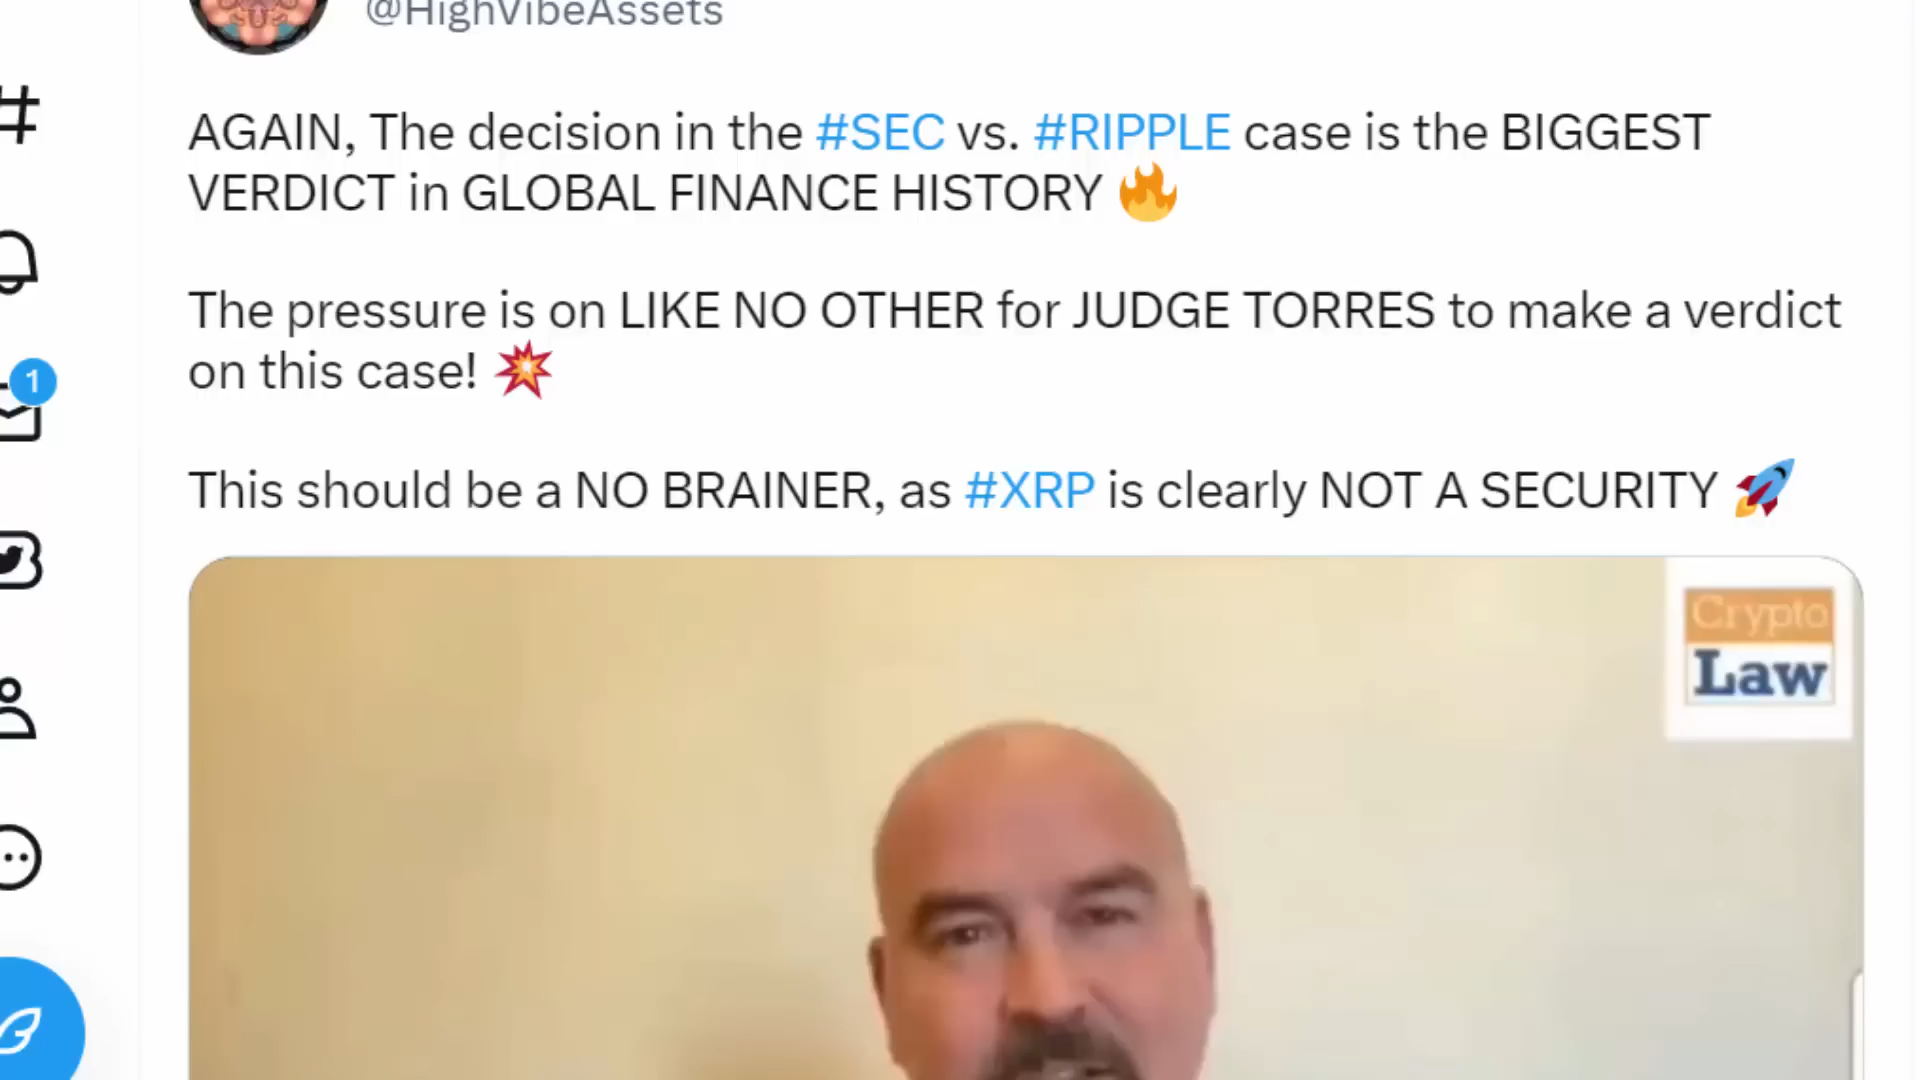 @HighVibeAssets
AGAIN, The decision in the #SEC vs. #RIPPLE case is the BIGGEST
VERDICT in GLOBAL FINANCE HISTORY 🔥
The pressure is on LIKE NO OTHER for JUDGE TORRES to make a verdict
on this case! 💥
This should be a NO BRAINER, as #XRP is clearly NOT A SECURITY 🚀
1
Crypto
Law